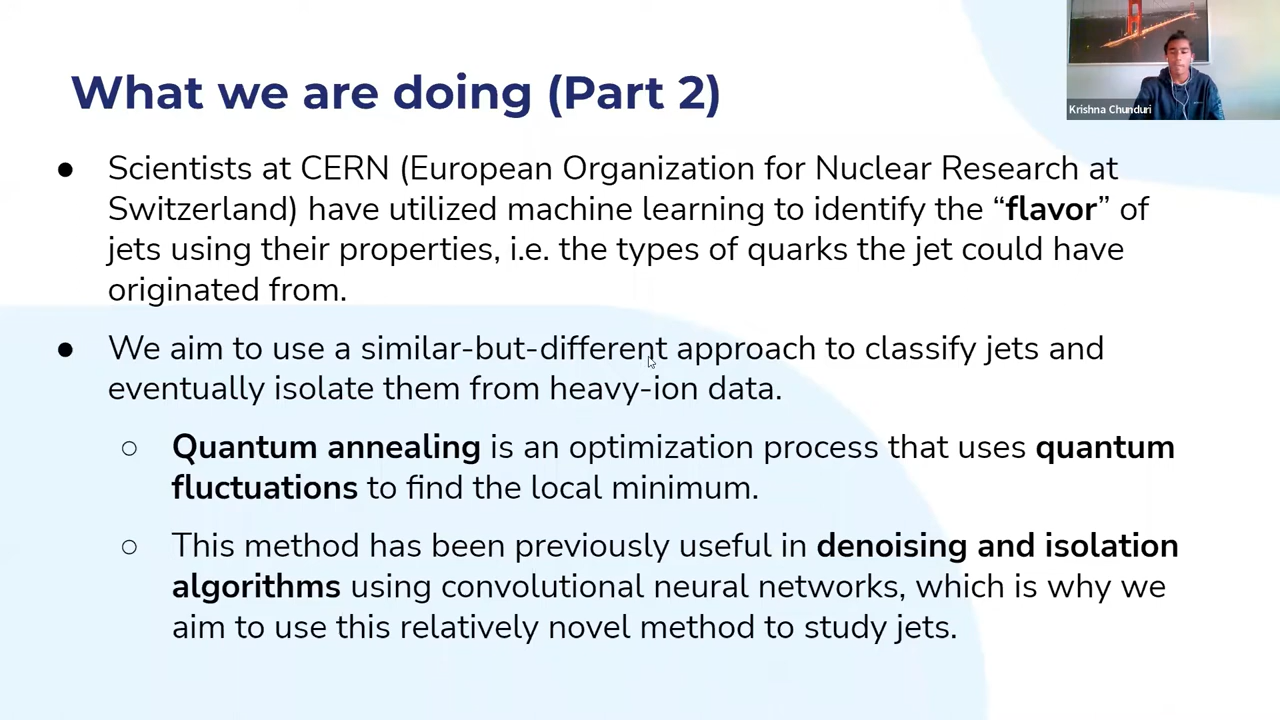 What we are doing (Part 2)
Krishna Chunduri
● Scientists at CERN (European Organization for Nuclear Research at
Switzerland) have utilized machine learning to identify the “flavor” of
jets using their properties, i.e. the types of quarks the jet could have
originated from.
● We aim to use a similar-but-different approach to classify jets and
eventually isolate them from heavy-ion data.
○ Quantum annealing is an optimization process that uses quantum
fluctuations to find the local minimum.
○ This method has been previously useful in denoising and isolation
algorithms using convolutional neural networks, which is why we
aim to use this relatively novel method to study jets.